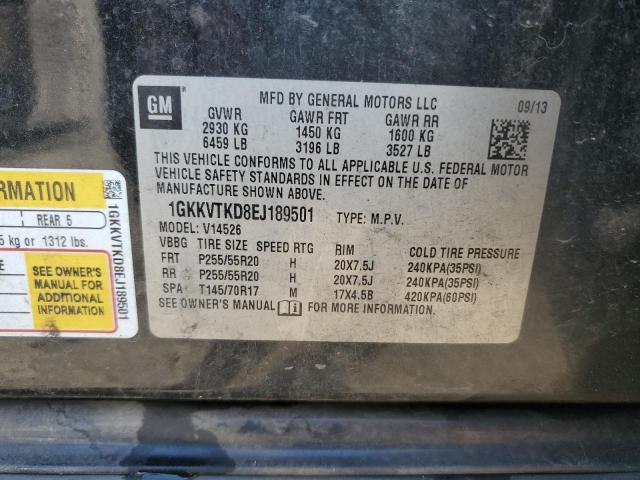 GM
MFD BY GENERAL MOTORS LLC
09/13
GVWR GAWR FRT GAWR RR
2930 KG 1450 KG 1600 KG
6459 LB 3196 LB 3527 LB
THIS VEHICLE CONFORMS TO ALL APPLICABLE U.S. FEDERAL MOTOR
VEHICLE SAFETY STANDARDS IN EFFECT ON THE DATE OF
MANUFACTURE SHOWN ABOVE.
1GKKVTKD8EJ189501 TYPE: M.P.V.
MODEL: V14526
VBBG TIRE SIZE SPEED RTG RIM COLD TIRE PRESSURE
FRT P255/55R20 H 20X7.5J 240KPA(35PSI)
RR P255/55R20 H 20X7.5J 240KPA(35PSI)
SPA T145/70R17 M 17X4.5B 420KPA(60PSI)
SEE OWNER'S MANUAL FOR MORE INFORMATION.
REAR 5
kg or 1312 lbs.
SEE OWNER'S
MANUAL FOR
ADDITIONAL
INFORMATION
1GKKVTKD8EJ189501